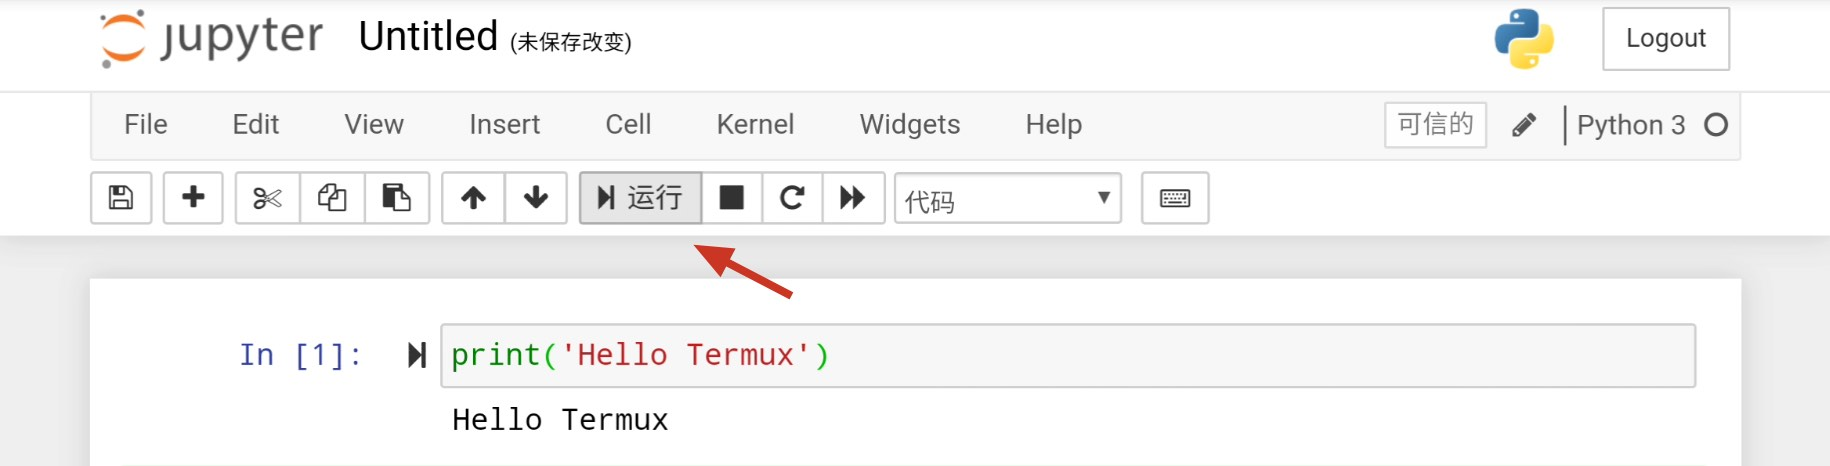 jupyter Untitled (未保存改变) Logout
File Edit View Insert Cell Kernel Widgets Help 可信的 Python 3
运行 代码
In [1]: print('Hello Termux')
Hello Termux